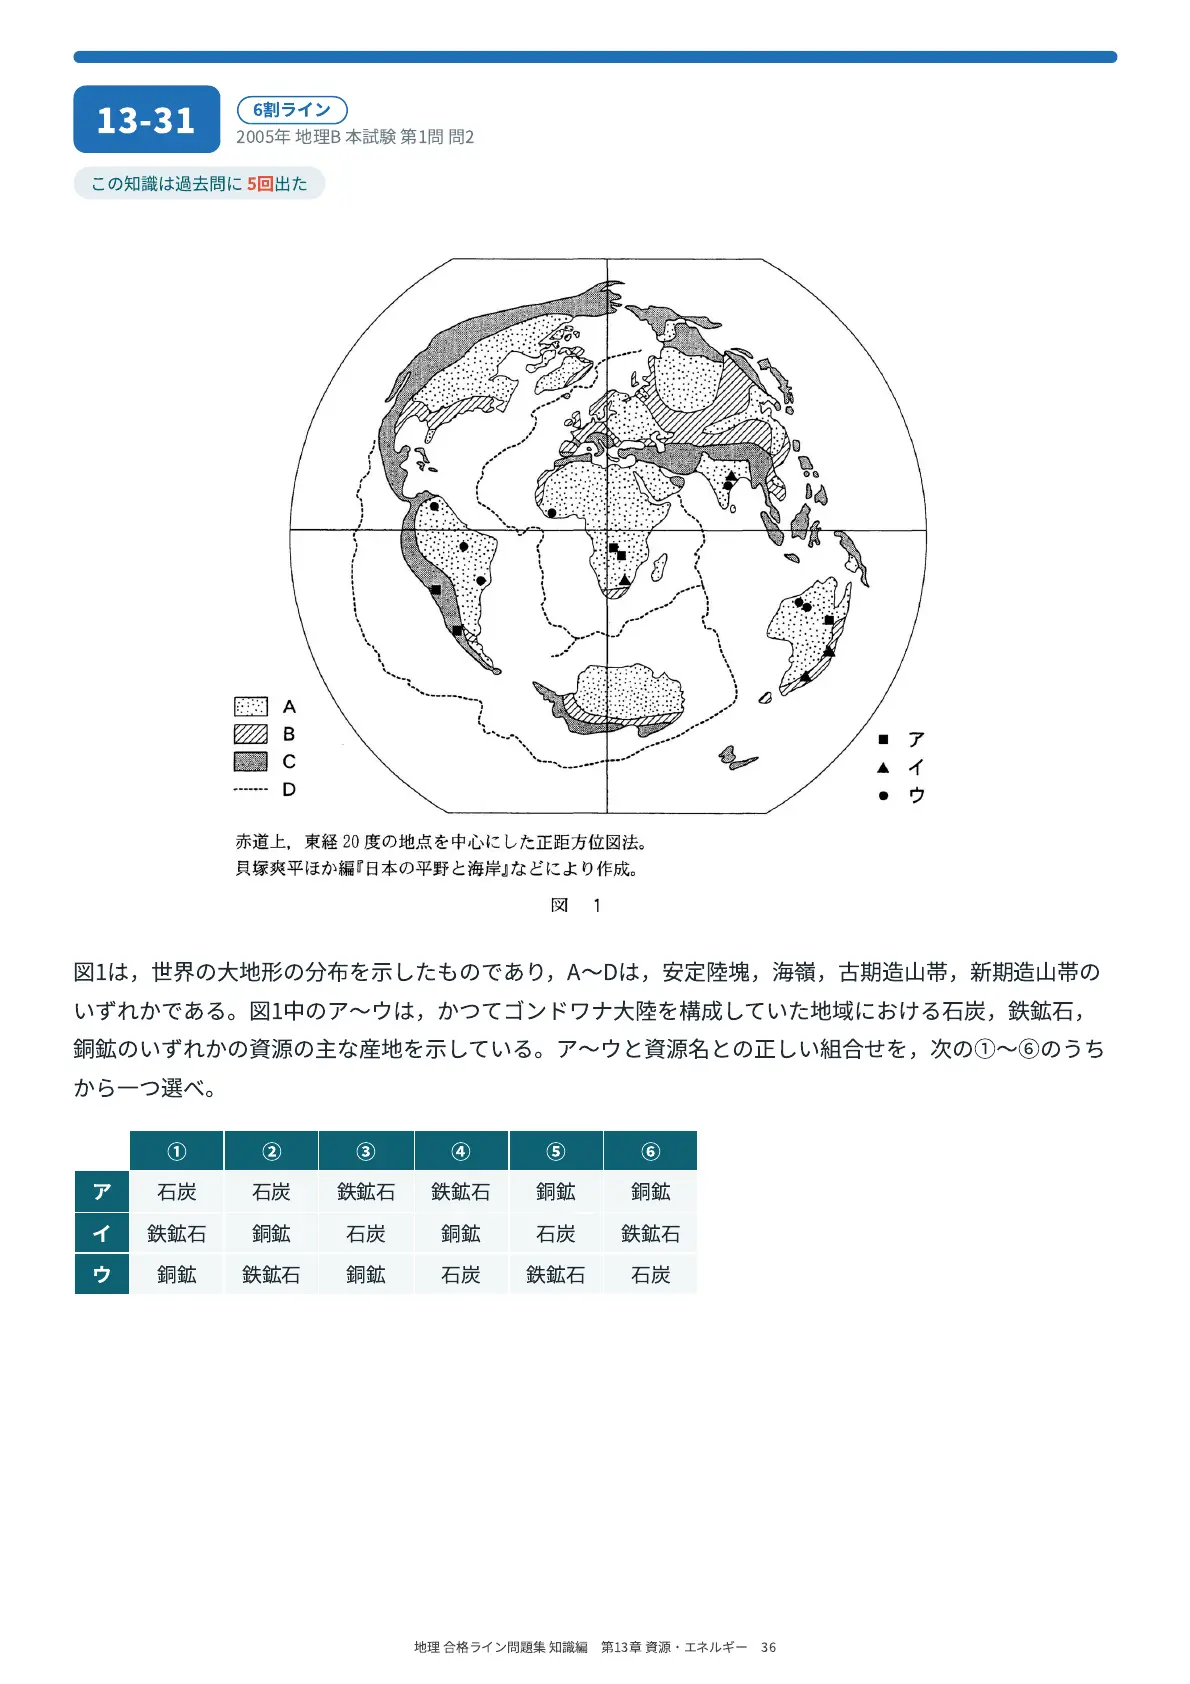 13-31
6割ライン
2005年 地理B 本試験 第1問 問2
この知識は過去問に 5回出た
A
B
C
D
ア
イ
ウ
赤道上，東経 20 度の地点を中心にした正距方位図法。
貝塚爽平ほか編『日本の平野と海岸』などにより作成。
図 1
図1は，世界の大地形の分布を示したものであり，A～Dは，安定陸塊，海嶺，古期造山帯，新期造山帯の
いずれかである。図1中のア～ウは，かつてゴンドワナ大陸を構成していた地域における石炭，鉄鉱石，
銅鉱のいずれかの資源の主な産地を示している。ア～ウと資源名との正しい組合せを，次の①～⑥のうち
から一つ選べ。
① ② ③ ④ ⑤ ⑥
ア 石炭 石炭 鉄鉱石 鉄鉱石 銅鉱 銅鉱
イ 鉄鉱石 銅鉱 石炭 銅鉱 石炭 鉄鉱石
ウ 銅鉱 鉄鉱石 銅鉱 石炭 鉄鉱石 石炭
地理 合格ライン問題集 知識編 第13章 資源・エネルギー 36